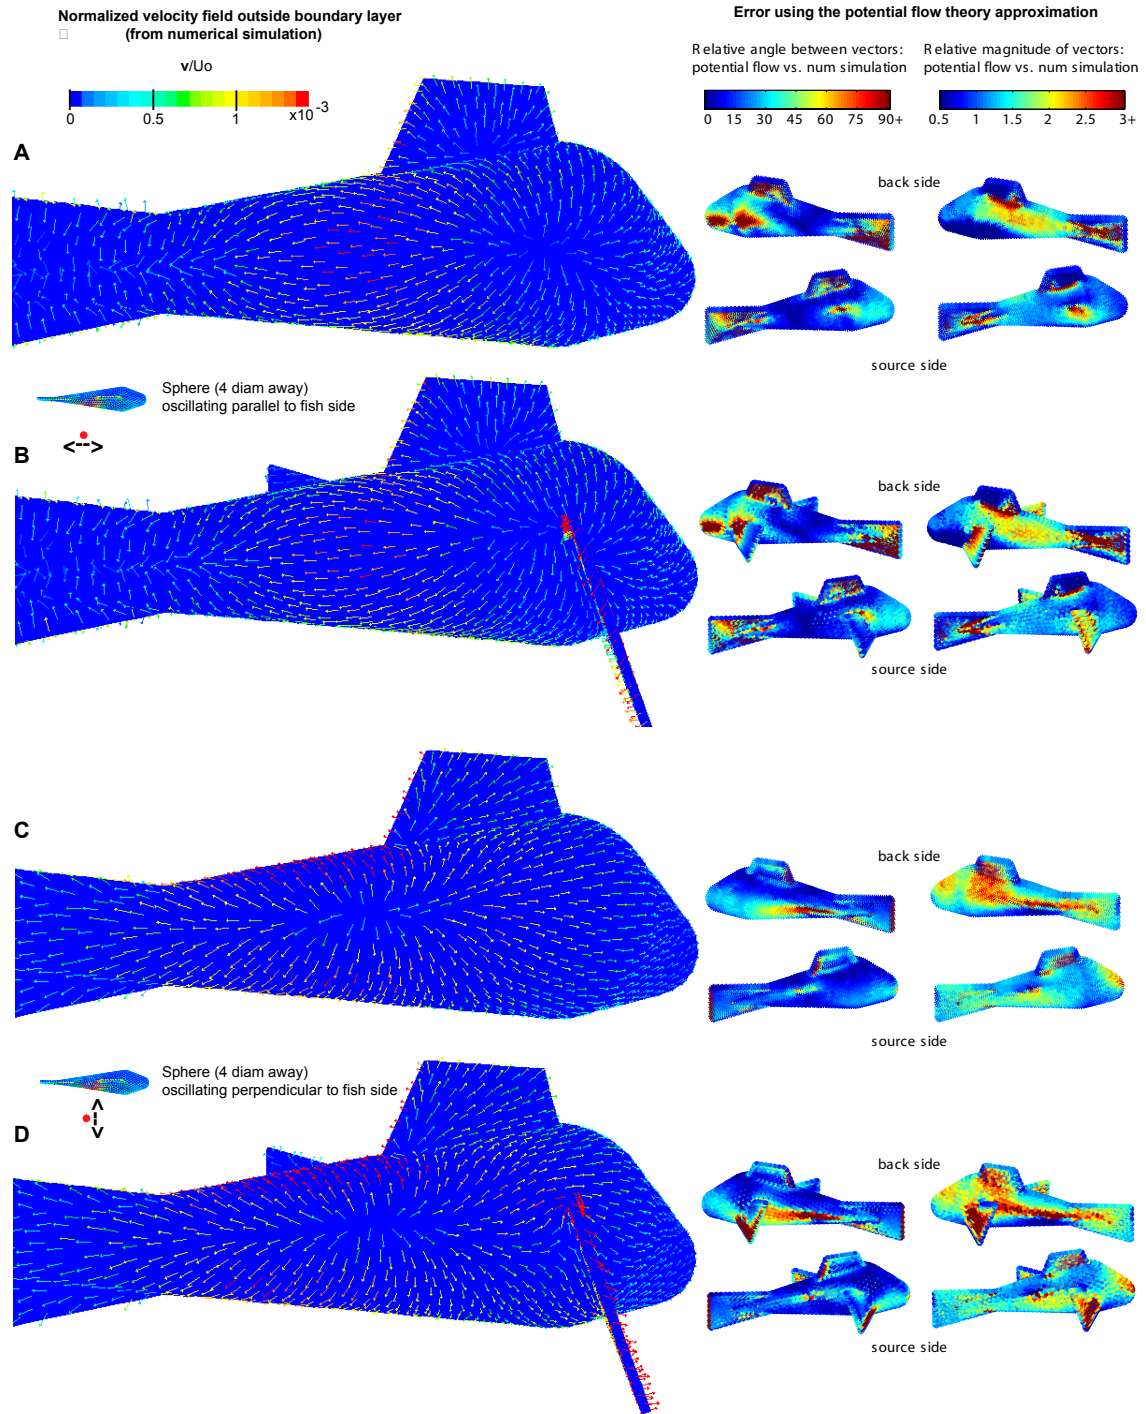 Normalized velocity field outside boundary layer
(from numerical simulation)
v/Uo
0 0.5 1 x10^-3
Error using the potential flow theory approximation
Relative angle between vectors:
potential flow vs. num simulation
0 15 30 45 60 75 90+
Relative magnitude of vectors:
potential flow vs. num simulation
0.5 1 1.5 2 2.5 3+
A
back side
source side
Sphere (4 diam away)
oscillating parallel to fish side
<-->
B
back side
source side
C
back side
source side
Sphere (4 diam away)
oscillating perpendicular to fish side
D
back side
source side